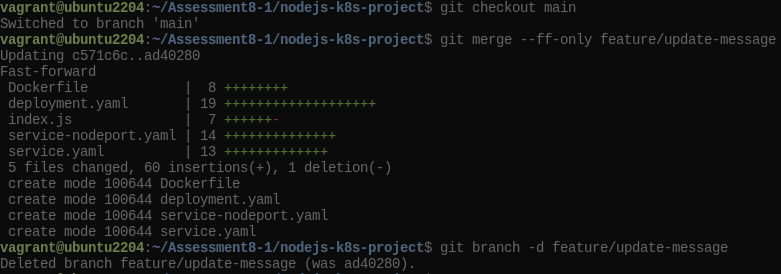 vagrant@ubuntu2204:~/Assessment8-1/nodejs-k8s-project$ git checkout main
Switched to branch 'main'
vagrant@ubuntu2204:~/Assessment8-1/nodejs-k8s-project$ git merge --ff-only feature/update-message
Updating c571c6c..ad40280
Fast-forward
 Dockerfile            |  8 ++++++++
 deployment.yaml       | 19 +++++++++++++++++++
 index.js              |  7 ++++++-
 service-nodeport.yaml | 14 ++++++++++++++
 service.yaml          | 13 +++++++++++++
 5 files changed, 60 insertions(+), 1 deletion(-)
 create mode 100644 Dockerfile
 create mode 100644 deployment.yaml
 create mode 100644 service-nodeport.yaml
 create mode 100644 service.yaml
vagrant@ubuntu2204:~/Assessment8-1/nodejs-k8s-project$ git branch -d feature/update-message
Deleted branch feature/update-message (was ad40280).